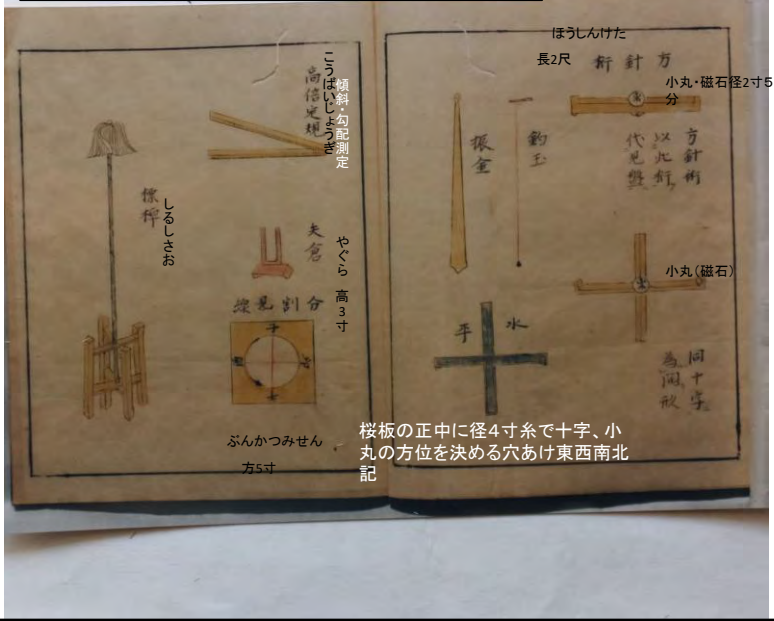 ほうしんけた
方針桁
長2尺
小丸・磁石径2寸5
分
方針術
以此桁
代見盤
釣玉
振金
小丸(磁石)
同十字
為開形
水平
桜板の正中に径4寸糸で十字、小
丸の方位を決める穴あけ東西南北
記
高倍定規
こうばいじょうぎ
傾斜・勾配測定
標桿
しるしさお
矢倉
やぐら 高3寸
分割見線
ぶんかつみせん
方5寸